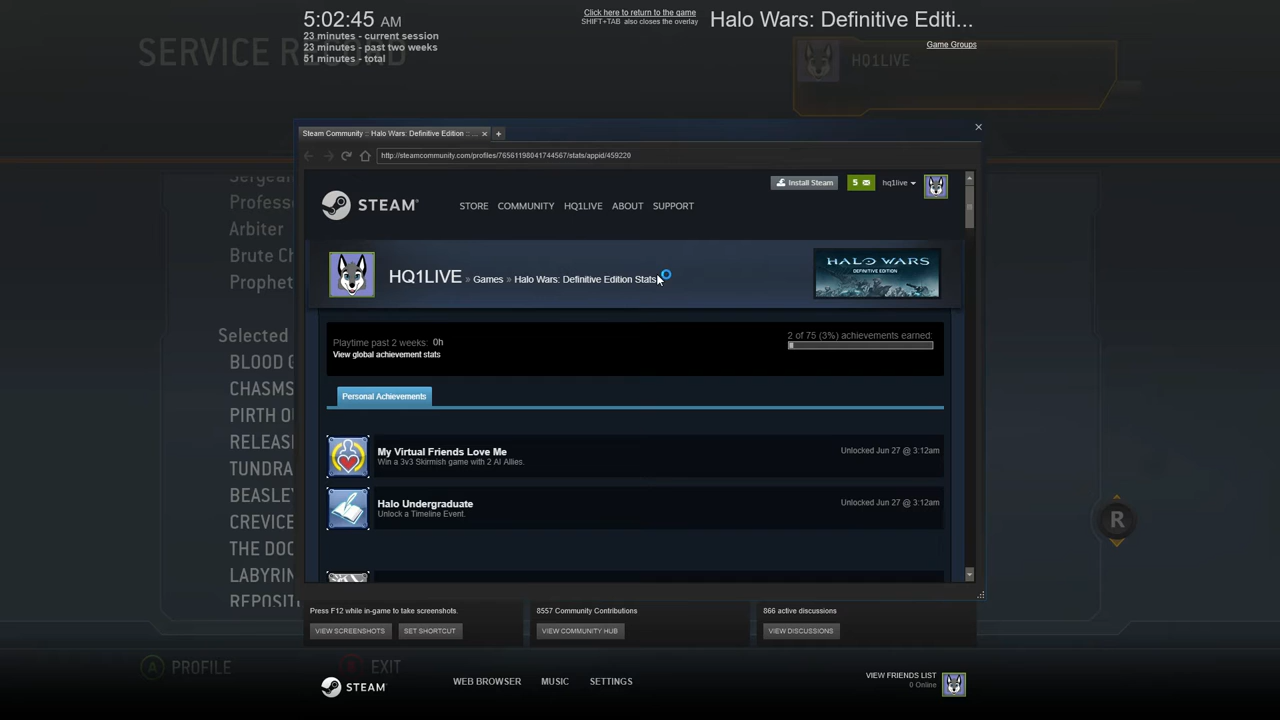 5:02:45 AM
23 minutes - current session
23 minutes - past two weeks
51 minutes - total
Click here to return to the game
SHIFT+TAB also closes the overlay
Halo Wars: Definitive Editi...
Game Groups
SERVICE RECORD
HQ1LIVE
Steam Community :: Halo Wars: Definitive Edition :: ...
http://steamcommunity.com/profiles/76561198041744567/stats/appid/459220
Install Steam
5
hq1live
STEAM
STORE
COMMUNITY
HQ1LIVE
ABOUT
SUPPORT
HQ1LIVE » Games » Halo Wars: Definitive Edition Stats
HALO WARS
DEFINITIVE EDITION
Playtime past 2 weeks: 0h
View global achievement stats
2 of 75 (3%) achievements earned:
Personal Achievements
My Virtual Friends Love Me
Win a 3v3 Skirmish game with 2 AI Allies.
Unlocked Jun 27 @ 3:12am
Halo Undergraduate
Unlock a Timeline Event.
Unlocked Jun 27 @ 3:12am
Arbiter
Brute Ch
Prophet
Selected
BLOOD G
CHASMS
PIRTH OU
RELEAS
TUNDRA
BEASLEY
CREVICE
THE DOC
LABYRIN
REPOSIT
R
Press F12 while in-game to take screenshots.
VIEW SCREENSHOTS
SET SHORTCUT
8557 Community Contributions
VIEW COMMUNITY HUB
866 active discussions
VIEW DISCUSSIONS
A PROFILE
EXIT
STEAM
WEB BROWSER
MUSIC
SETTINGS
VIEW FRIENDS LIST
0 Online